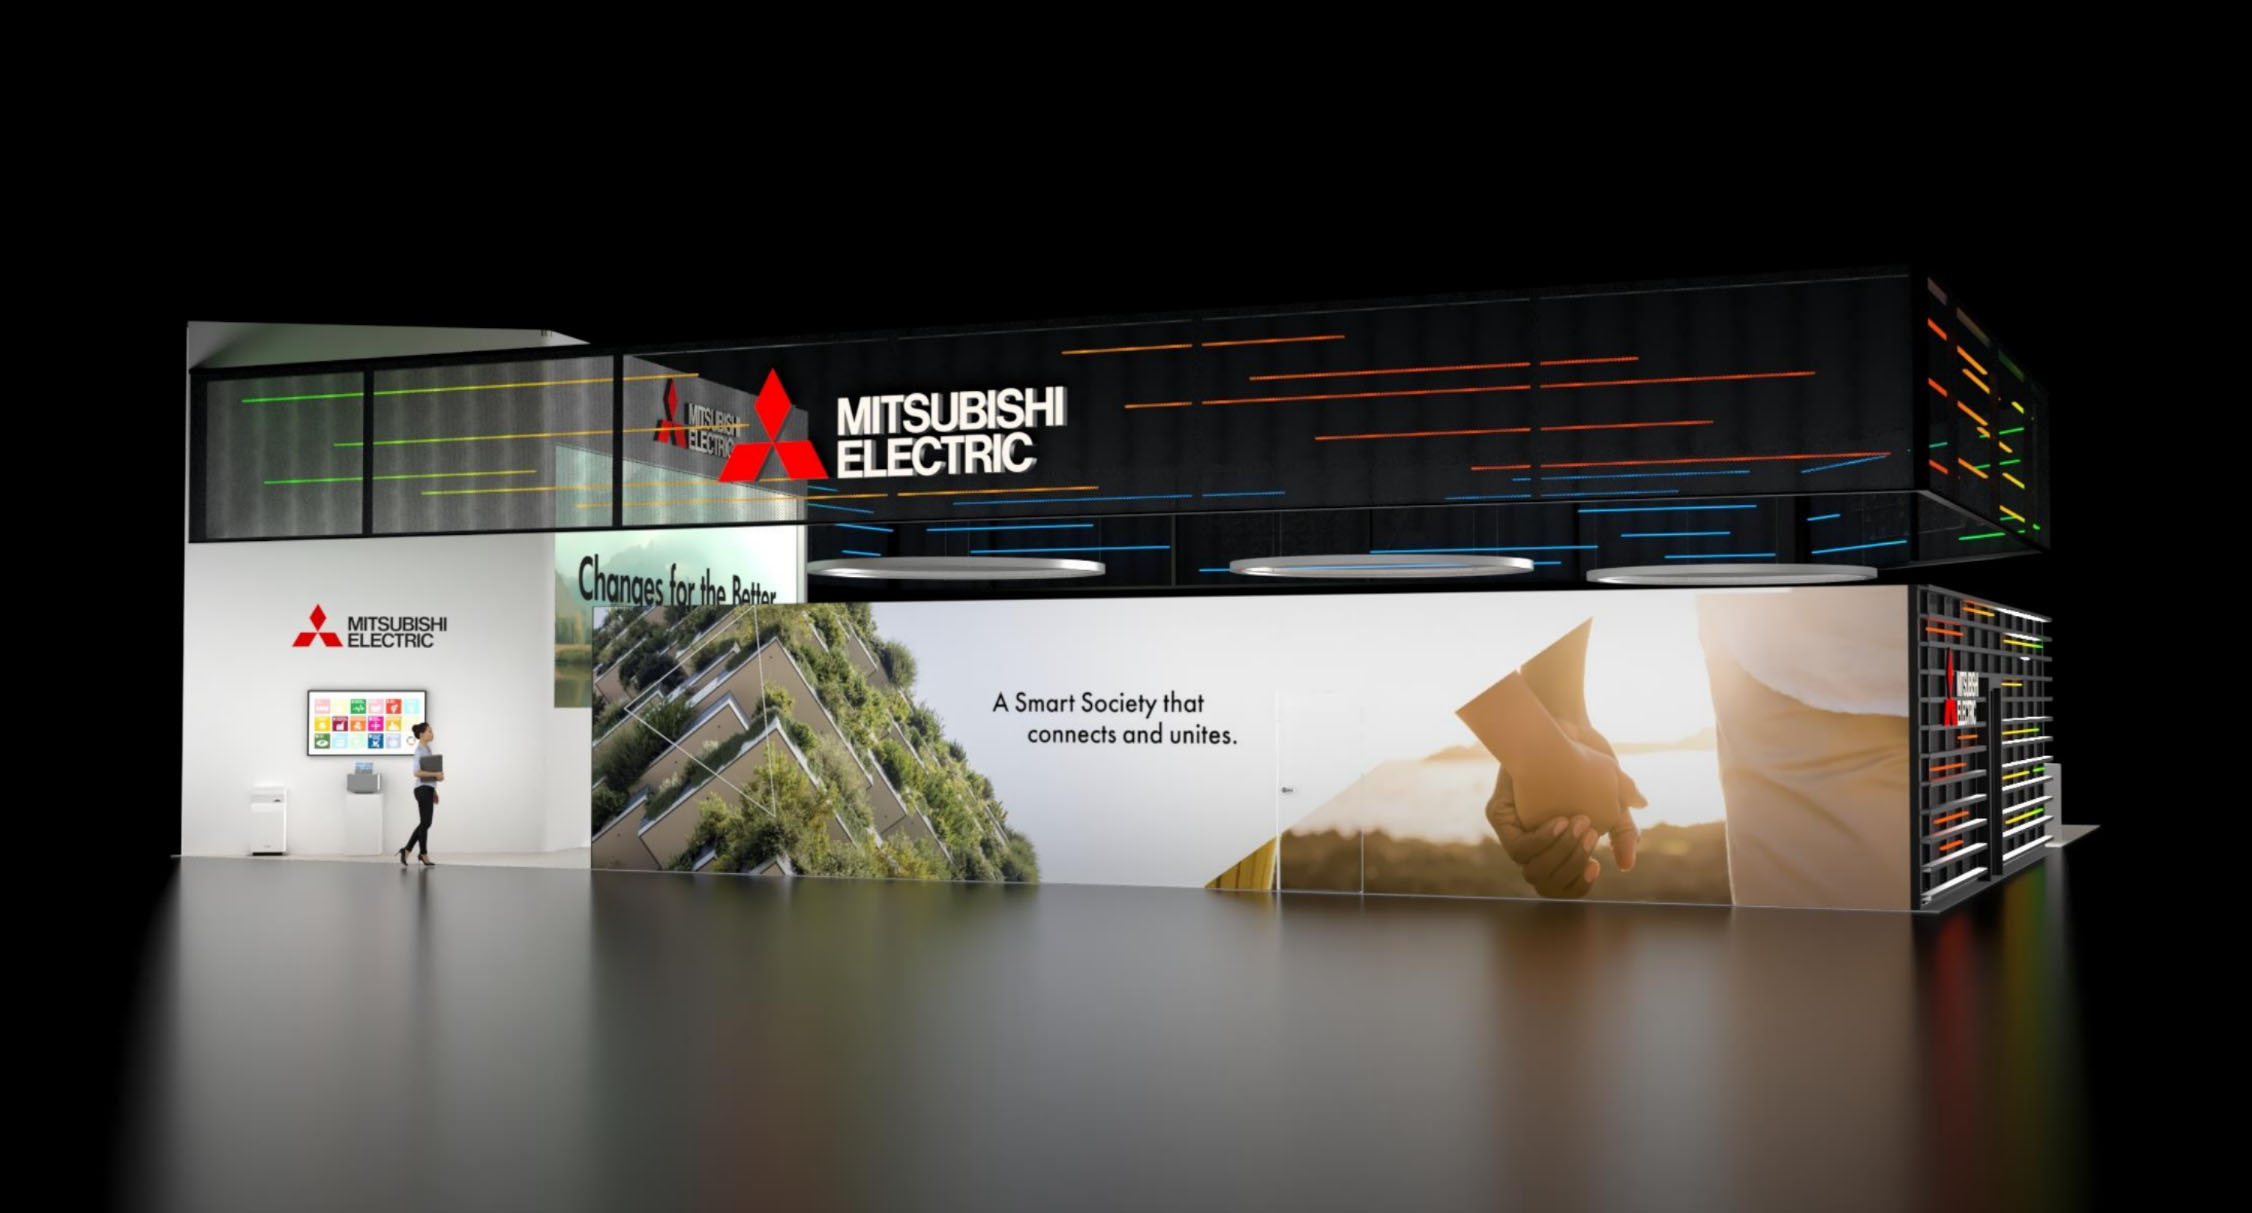 MITSUBISHI
ELECTRIC
MITSUBISHI
ELECTRIC
Changes for the Better
MITSUBISHI
ELECTRIC
A Smart Society that
connects and unites.
MITSUBISHI
ELECTRIC